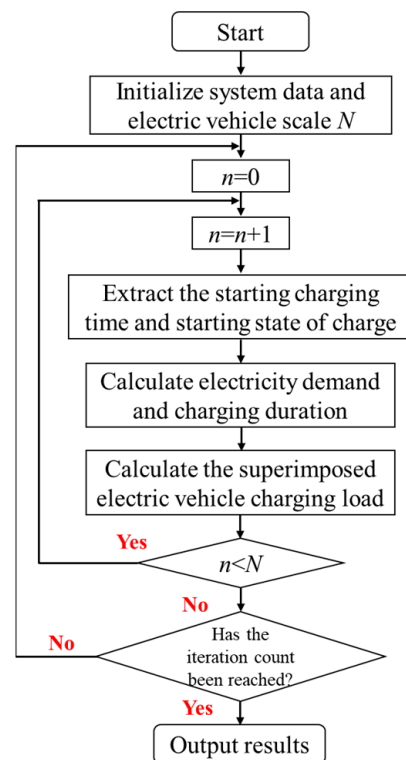 Start
Initialize system data and
electric vehicle scale N
n=0
n=n+1
Extract the starting charging
time and starting state of charge
Calculate electricity demand
and charging duration
Calculate the superimposed
electric vehicle charging load
Yes
n<N
No
No
Has the
iteration count
been reached?
Yes
Output results